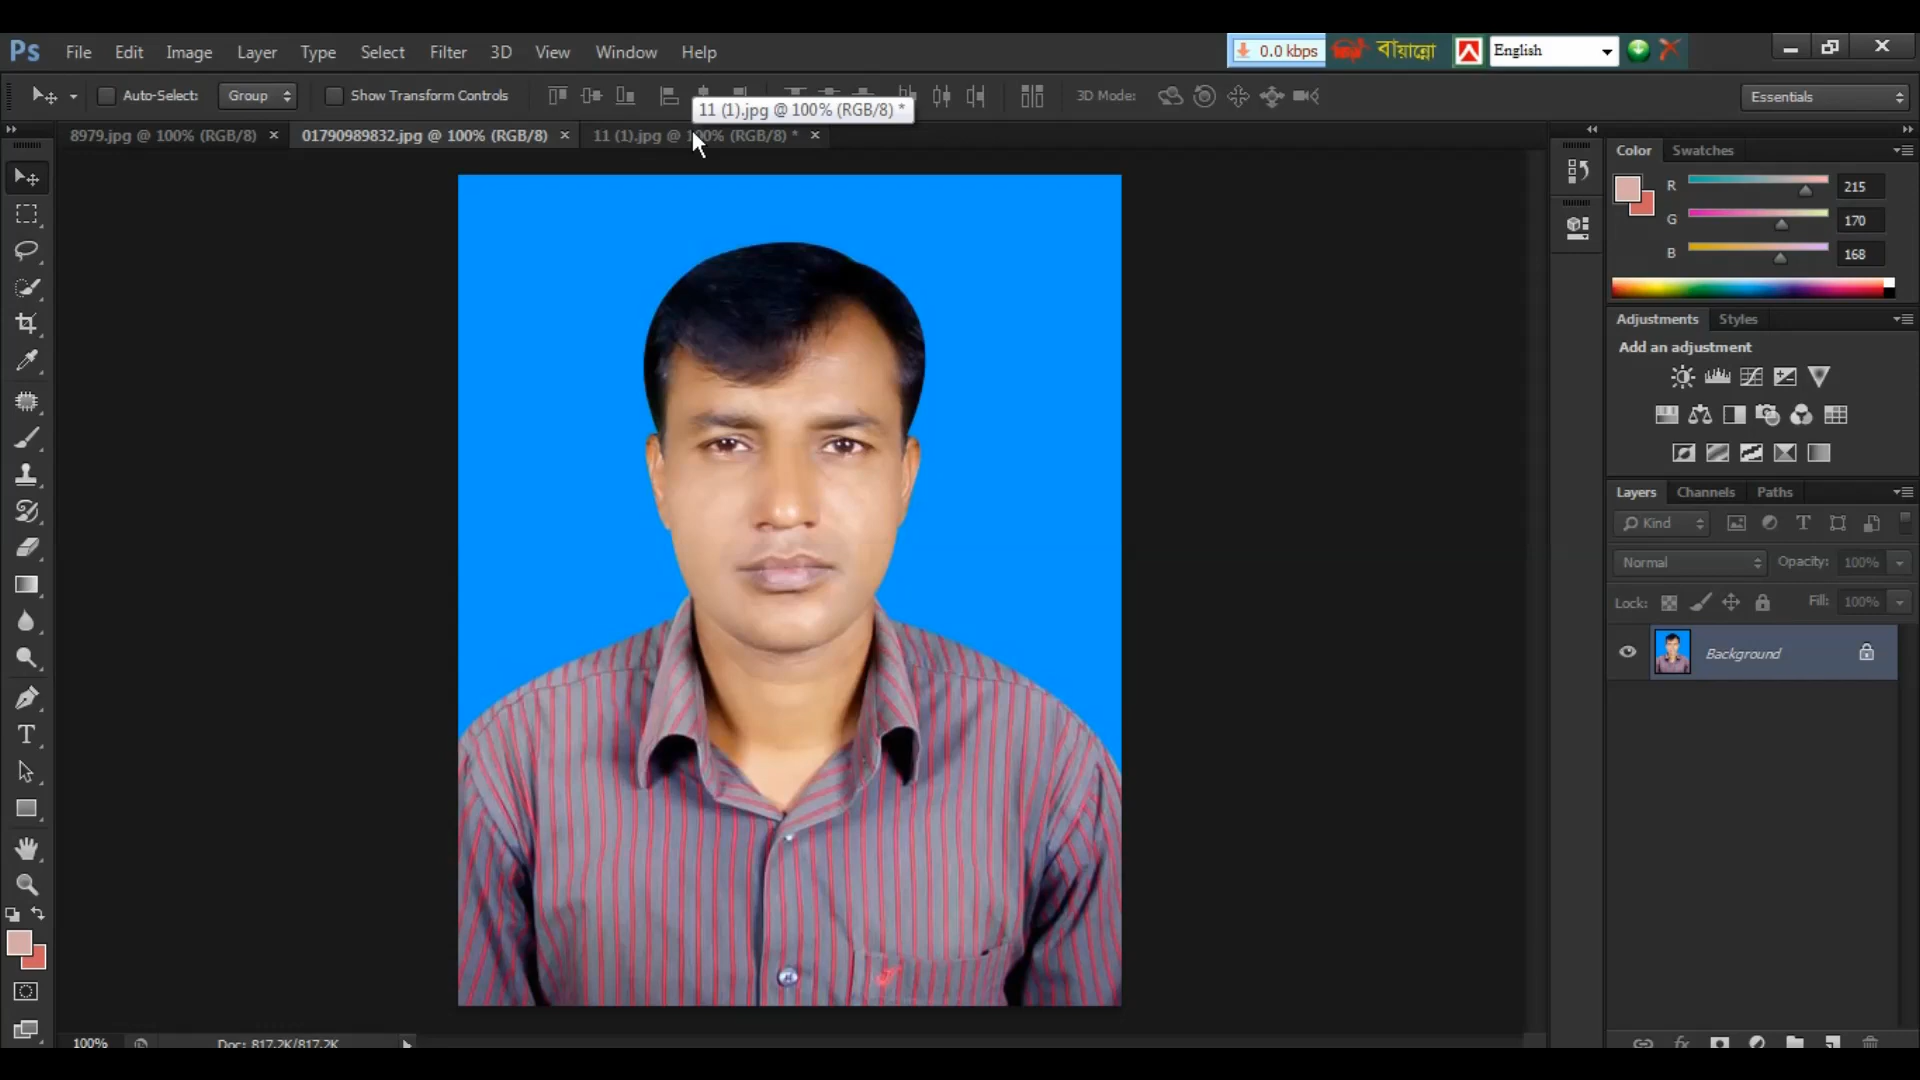 Ps File Edit Image Layer Type Select Filter 3D View Window Help
0.0 kbps বায়ান্নো English
Auto-Select: Group Show Transform Controls 3D Mode: Essentials
11 (1).jpg @ 100% (RGB/8) *
8979.jpg @ 100% (RGB/8) × 01790989832.jpg @ 100% (RGB/8) × 11 (1).jpg @ 100% (RGB/8) * ×
Color Swatches
R 215
G 170
B 168
Adjustments Styles
Add an adjustment
Layers Channels Paths
Kind
Normal Opacity: 100%
Lock: Fill: 100%
Background
100% Doc: 817.2K/817.2K